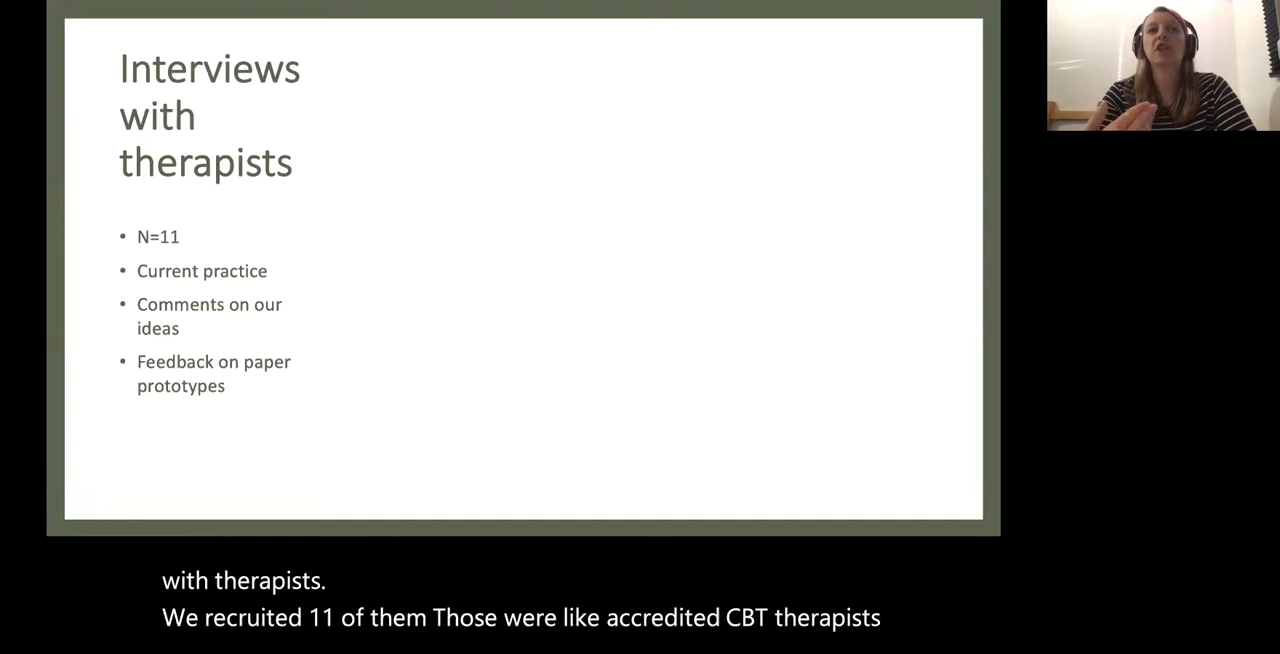 Interviews
with
therapists
• N=11
• Current practice
• Comments on our
ideas
• Feedback on paper
prototypes
with therapists.
We recruited 11 of them Those were like accredited CBT therapists